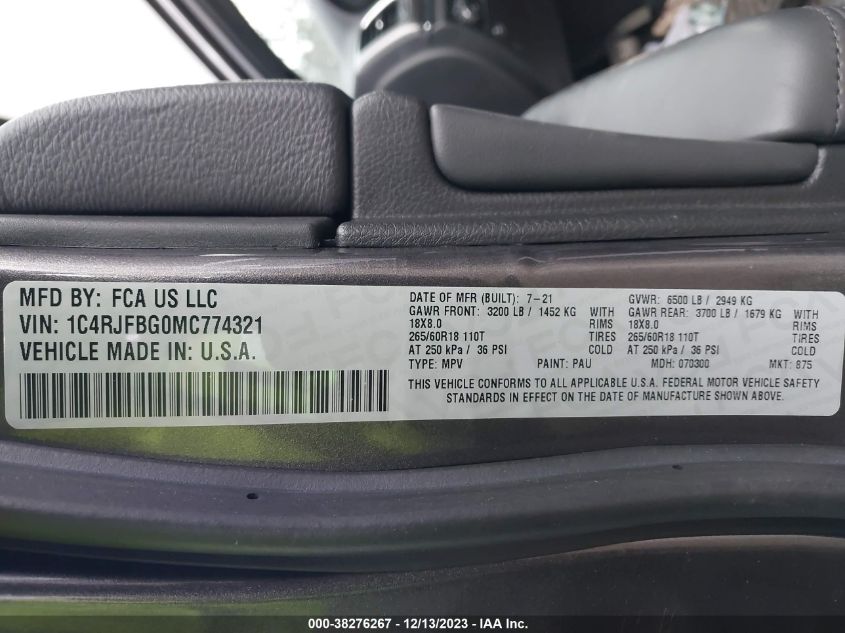 MFD BY: FCA US LLC
VIN: 1C4RJFBG0MC774321
VEHICLE MADE IN: U.S.A.
DATE OF MFR (BUILT): 7-21
GAWR FRONT: 3200 LB / 1452 KG WITH
18X8.0 RIMS
265/60R18 110T TIRES
AT 250 kPa / 36 PSI COLD
TYPE: MPV PAINT: PAU
GVWR: 6500 LB / 2949 KG
GAWR REAR: 3700 LB / 1679 KG WITH
18X8.0 RIMS
265/60R18 110T TIRES
AT 250 kPa / 36 PSI COLD
MDH: 070300 MKT: 875
THIS VEHICLE CONFORMS TO ALL APPLICABLE U.S.A. FEDERAL MOTOR VEHICLE SAFETY
STANDARDS IN EFFECT ON THE DATE OF MANUFACTURE SHOWN ABOVE.
000-38276267 - 12/13/2023 - IAA Inc.